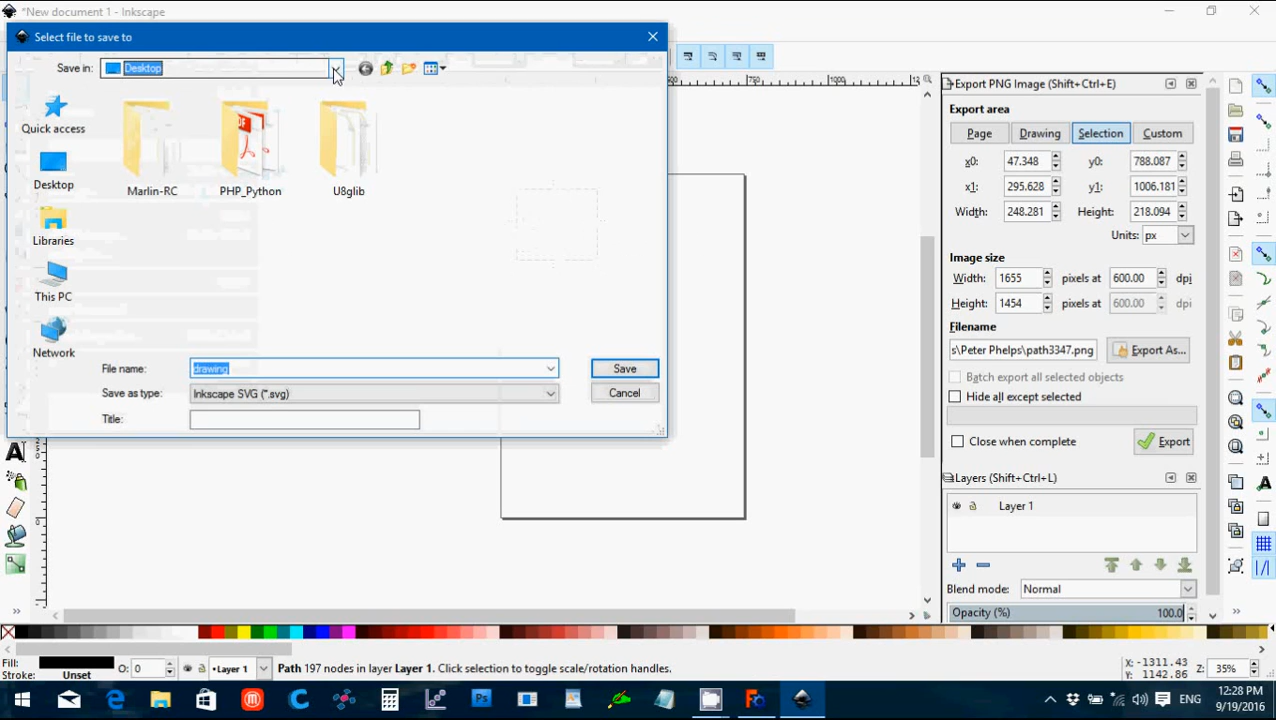 *New document 1 - Inkscape
Select file to save to
Save in: Desktop
Quick access
Desktop
Libraries
This PC
Network
Marlin-RC
PHP_Python
U8glib
File name: drawing
Save
Save as type: Inkscape SVG (*.svg)
Cancel
Title:
Export PNG Image (Shift+Ctrl+E)
Export area
Page Drawing Selection Custom
x0: 47.348 y0: 788.087
x1: 295.628 y1: 1006.181
Width: 248.281 Height: 218.094
Units: px
Image size
Width: 1655 pixels at 600.00 dpi
Height: 1454 pixels at 600.00 dpi
Filename
s\Peter Phelps\path3347.png Export As...
Batch export all selected objects
Hide all except selected
Close when complete Export
Layers (Shift+Ctrl+L)
Layer 1
Blend mode: Normal
Opacity (%) 100.0
Fill:
Stroke: Unset
O: 0
•Layer 1
Path 197 nodes in layer Layer 1. Click selection to toggle scale/rotation handles.
X: -1311.43
Y: 1142.86
Z: 35%
ENG
12:28 PM
9/19/2016